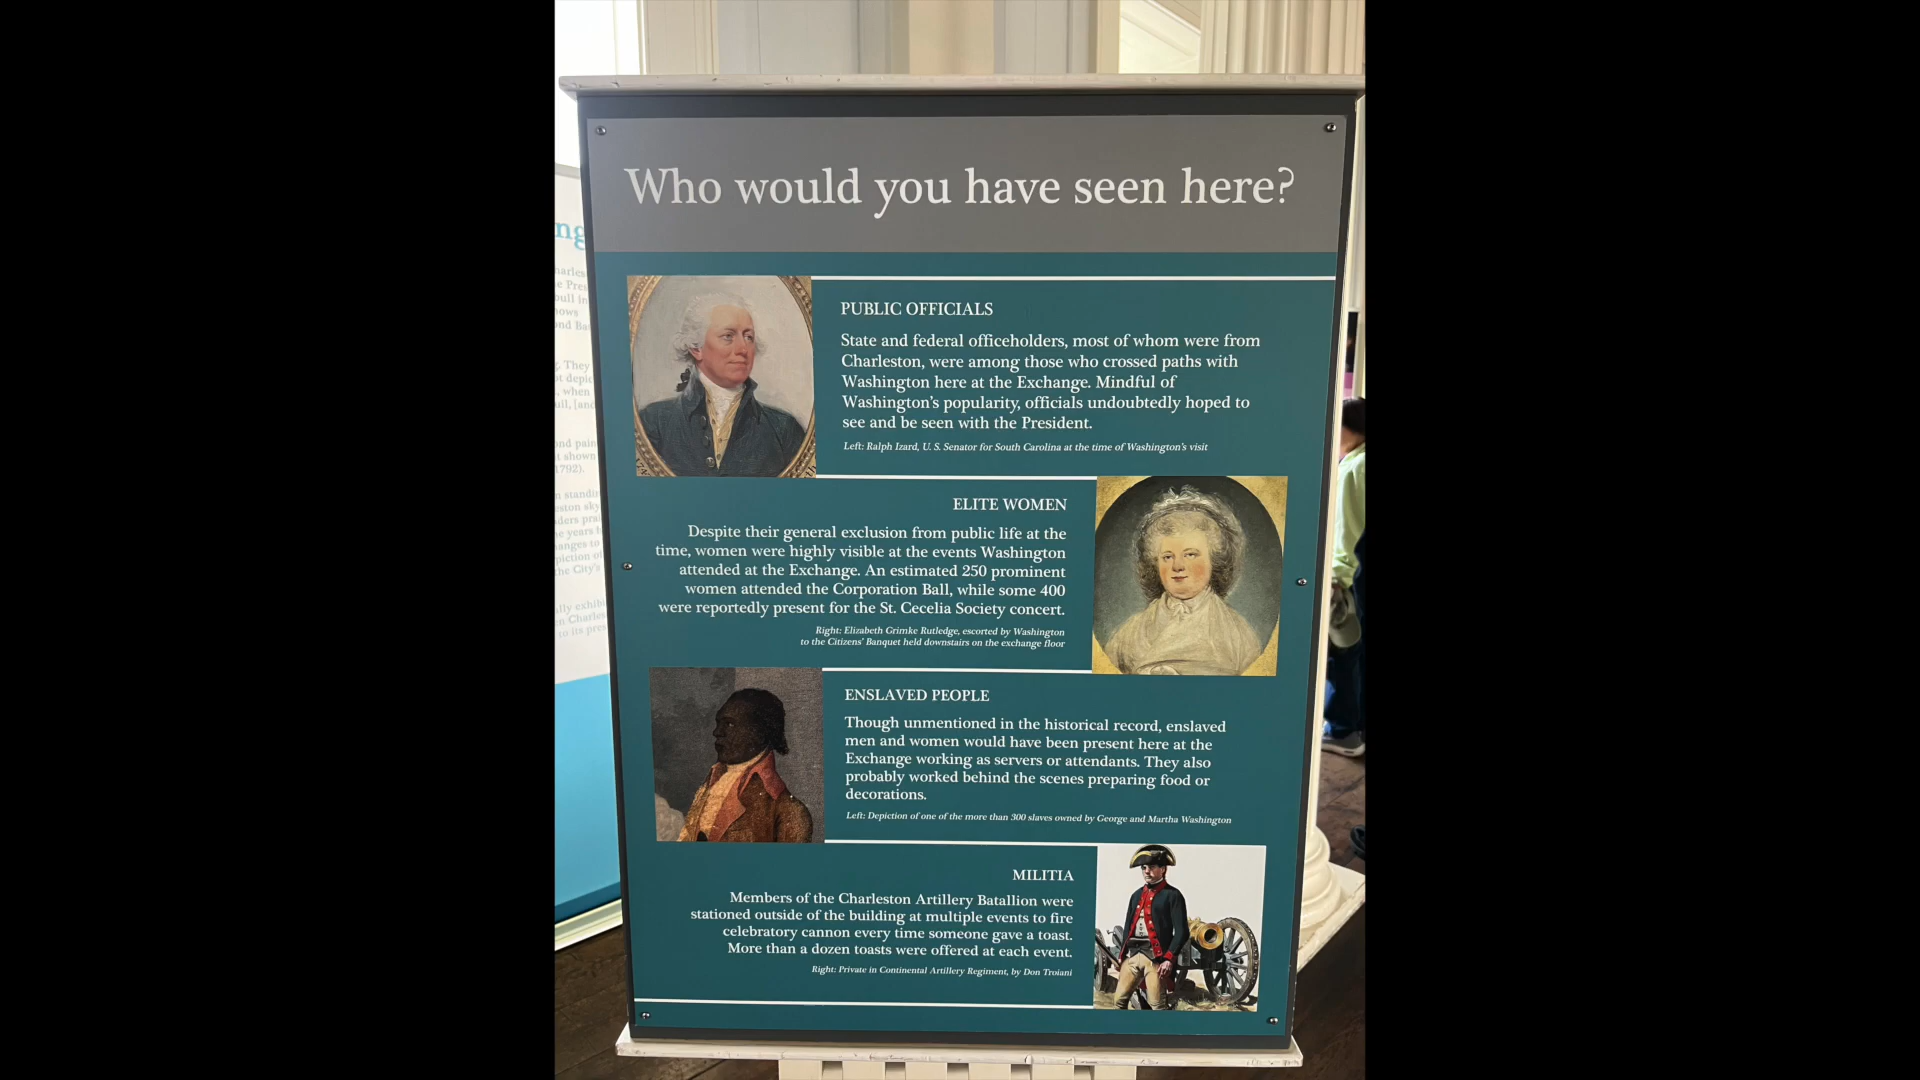 Who would you have seen here?
PUBLIC OFFICIALS
State and federal officeholders, most of whom were from
Charleston, were among those who crossed paths with
Washington here at the Exchange. Mindful of
Washington's popularity, officials undoubtedly hoped to
see and be seen with the President.
Left: Ralph Izard, U. S. Senator for South Carolina at the time of Washington's visit
ELITE WOMEN
Despite their general exclusion from public life at the
time, women were highly visible at the events Washington
attended at the Exchange. An estimated 250 prominent
women attended the Corporation Ball, while some 400
were reportedly present for the St. Cecelia Society concert.
Right: Elizabeth Grimke Rutledge, escorted by Washington
to the Citizens' Banquet held downstairs on the exchange floor
ENSLAVED PEOPLE
Though unmentioned in the historical record, enslaved
men and women would have been present here at the
Exchange working as servers or attendants. They also
probably worked behind the scenes preparing food or
decorations.
Left: Depiction of one of the more than 300 slaves owned by George and Martha Washington
MILITIA
Members of the Charleston Artillery Batallion were
stationed outside of the building at multiple events to fire
celebratory cannon every time someone gave a toast.
More than a dozen toasts were offered at each event.
Right: Private in Continental Artillery Regiment, by Don Troiani